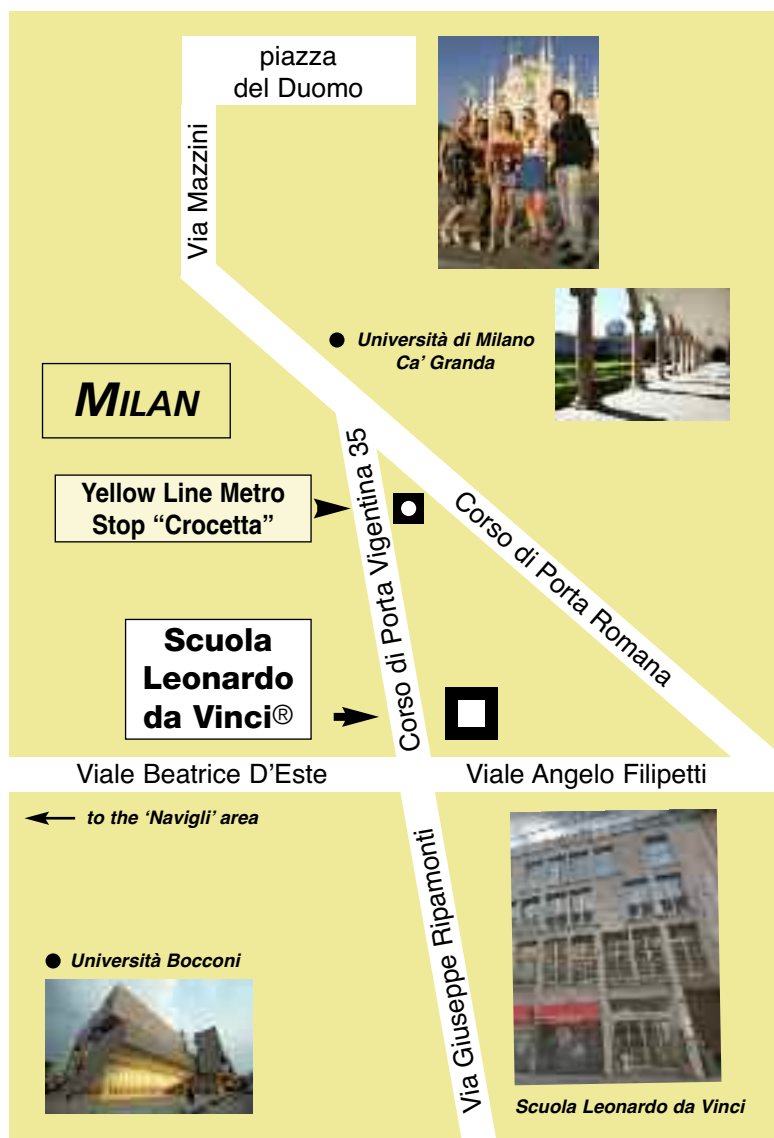 piazza
del Duomo
Via Mazzini
Università di Milano
Ca' Granda
MILAN
Yellow Line Metro
Stop “Crocetta”
Corso di Porta Vigentina 35
Corso di Porta Romana
Scuola
Leonardo
da Vinci®
Viale Beatrice D'Este
Viale Angelo Filipetti
to the ‘Navigli’ area
Via Giuseppe Ripamonti
Università Bocconi
Scuola Leonardo da Vinci